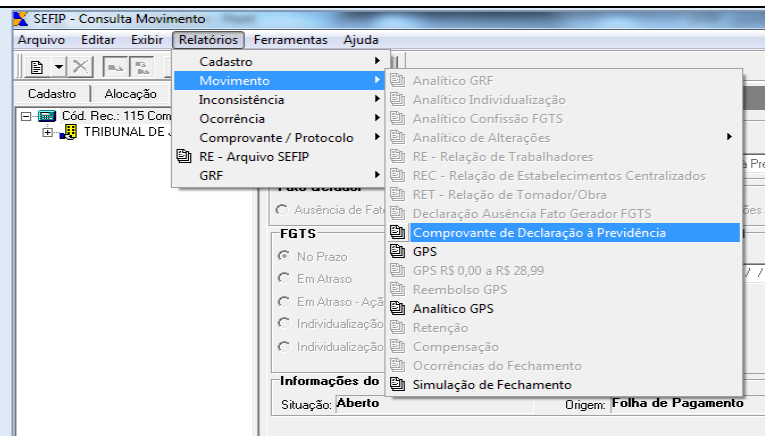 SEFIP - Consulta Movimento
Arquivo Editar Exibir Relatórios Ferramentas Ajuda
Cadastro Alocação
Cód. Rec.: 115 Com
TRIBUNAL DE
Cadastro
Movimento
Inconsistência
Ocorrência
Comprovante / Protocolo
RE - Arquivo SEFIP
GRF
Analítico GRF
Analítico Individualização
Analítico Confissão FGTS
Analítico de Alterações
RE - Relação de Trabalhadores
REC - Relação de Estabelecimentos Centralizados
RET - Relação de Tomador/Obra
Declaração Ausência Fato Gerador FGTS
Comprovante de Declaração à Previdência
GPS
GPS R$ 0,00 a R$ 28,99
Reembolso GPS
Analítico GPS
Retenção
Compensação
Ocorrências do Fechamento
Simulação de Fechamento
à Pre
Fato Gerador
Ausência de Fato
ões
FGTS
No Prazo
/ /
Em Atraso
Em Atraso - Açã
Individualização
Individualização
Informações do
Situação: Aberto Origem: Folha de Pagamento